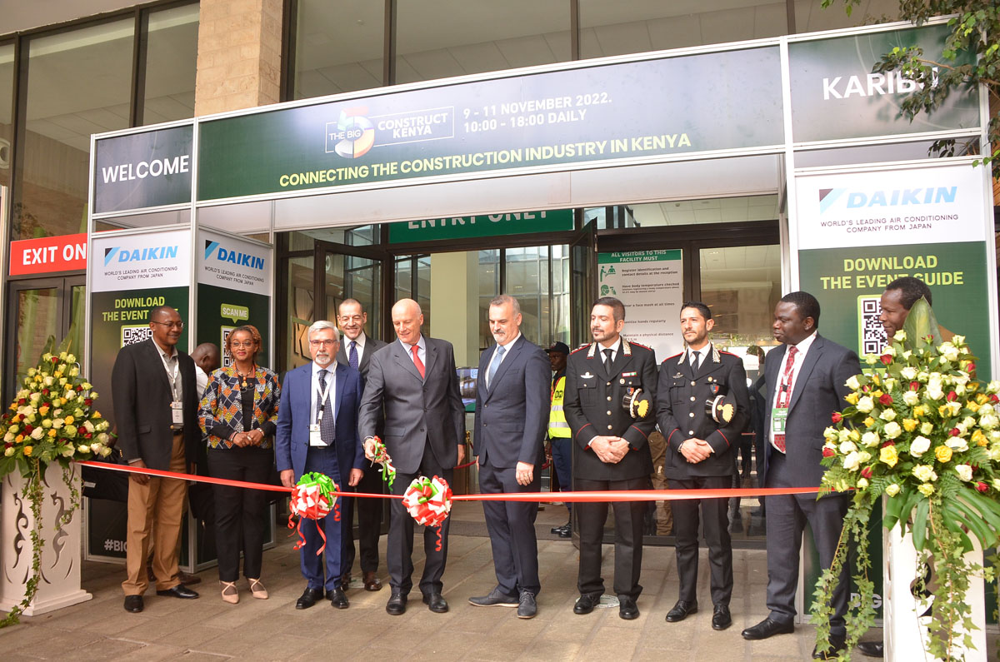 WELCOME
THE BIG 5
CONSTRUCT
KENYA
9 - 11 NOVEMBER 2022.
10:00 - 18:00 DAILY
CONNECTING THE CONSTRUCTION INDUSTRY IN KENYA
KARIBU
EXIT ON
ENTRY ONLY
DAIKIN
WORLD'S LEADING AIR CONDITIONING
COMPANY FROM JAPAN
DOWNLOAD
THE EVENT
DAIKIN
WORLD'S LEADING AIR CONDITIONING
COMPANY FROM JAPAN
SCAN ME
ALL VISITORS TO THIS
FACILITY MUST
Register identification and
contact details at the
reception
Have body temperature checked
Wear a face mask at all times
Sanitize hands regularly
Maintain a physical distance
DAIKIN
WORLD'S LEADING AIR CONDITIONING
COMPANY FROM JAPAN
DOWNLOAD
THE EVENT GUIDE
#BIG
BIG